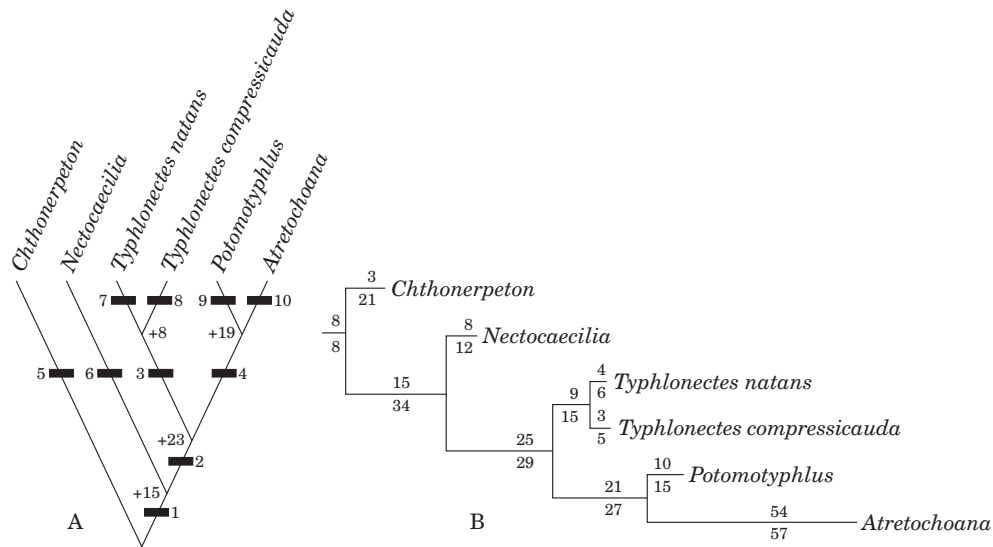 Chthonerpeton
Nectocaecilia
Typhlonectes natans
Typhlonectes compressicauda
Potomotyphlus
Atretochoana
7
8
9
10
+8
+19
5
6
3
4
+23
2
+15
1
A
3
21
Chthonerpeton
8
8
8
12
Nectocaecilia
15
34
4
6
Typhlonectes natans
9
15
3
5
Typhlonectes compressicauda
25
29
10
15
Potomotyphlus
21
27
54
57
Atretochoana
B